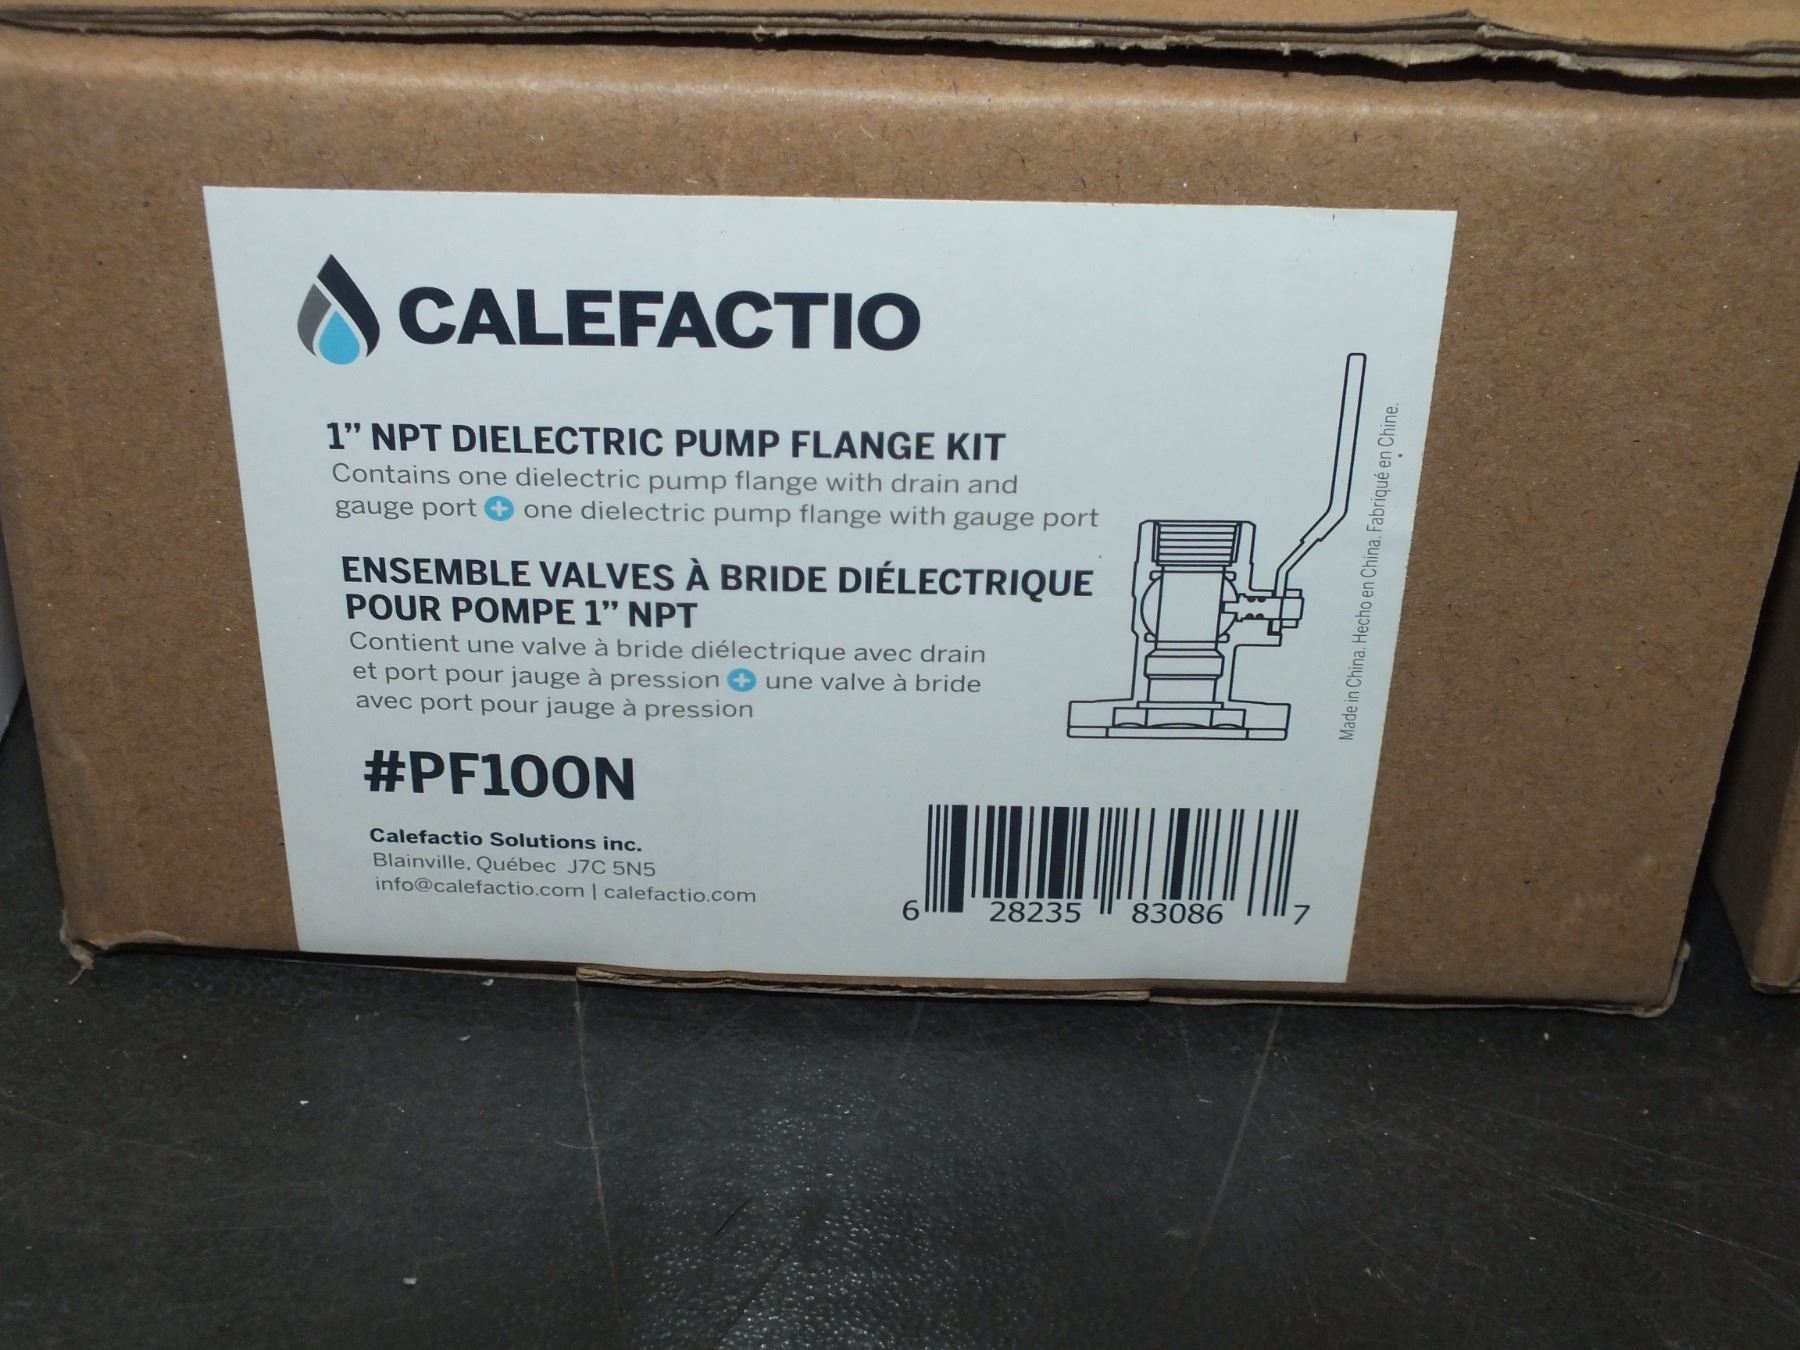 CALEFACTIO
1” NPT DIELECTRIC PUMP FLANGE KIT
Contains one dielectric pump flange with drain and
gauge port + one dielectric pump flange with gauge port
ENSEMBLE VALVES À BRIDE DIÉLECTRIQUE
POUR POMPE 1” NPT
Contient une valve à bride diélectrique avec drain
et port pour jauge à pression + une valve à bride
avec port pour jauge à pression
#PF100N
Calefactio Solutions inc.
Blainville, Québec J7C 5N5
info@calefactio.com | calefactio.com
Made in China. Hecho en China. Fabriqué en Chine.
6 28235 83086 7